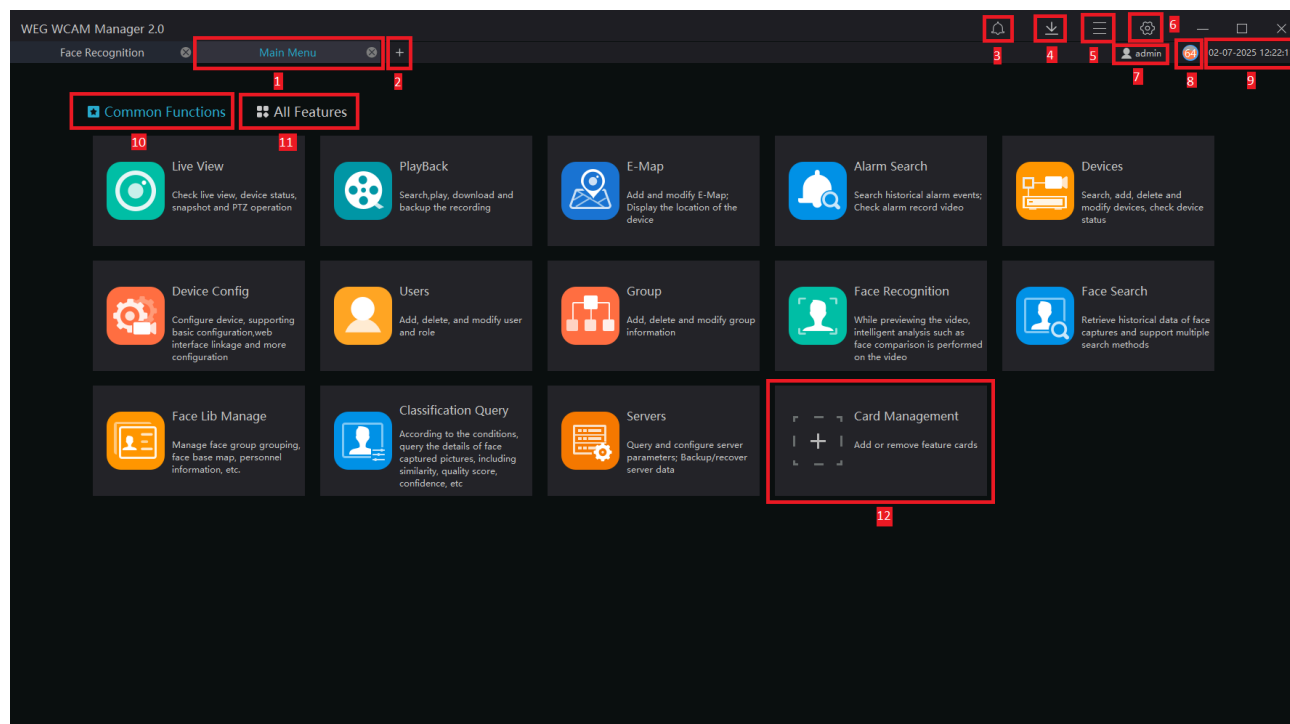 WEG WCAM Manager 2.0
6
Face Recognition
Main Menu
+
admin
64
02-07-2025 12:22:1
1
2
3
4
5
7
8
9
Common Functions
All Features
10
11
Live View
Check live view, device status,
snapshot and PTZ operation
PlayBack
Search,play, download and
backup the recording
E-Map
Add and modify E-Map;
Display the location of the
device
Alarm Search
Search historical alarm events;
Check alarm record video
Devices
Search, add, delete and
modify devices, check device
status
Device Config
Configure device, supporting
basic configuration,web
interface linkage and more
configuration
Users
Add, delete, and modify user
and role
Group
Add, delete and modify group
information
Face Recognition
While previewing the video,
intelligent analysis such as
face comparison is performed
on the video
Face Search
Retrieve historical data of face
captures and support multiple
search methods
Face Lib Manage
Manage face group grouping,
face base map, personnel
information, etc.
Classification Query
According to the conditions,
query the details of face
captured pictures, including
similarity, quality score,
confidence, etc
Servers
Query and configure server
parameters; Backup/recover
server data
Card Management
Add or remove feature cards
12